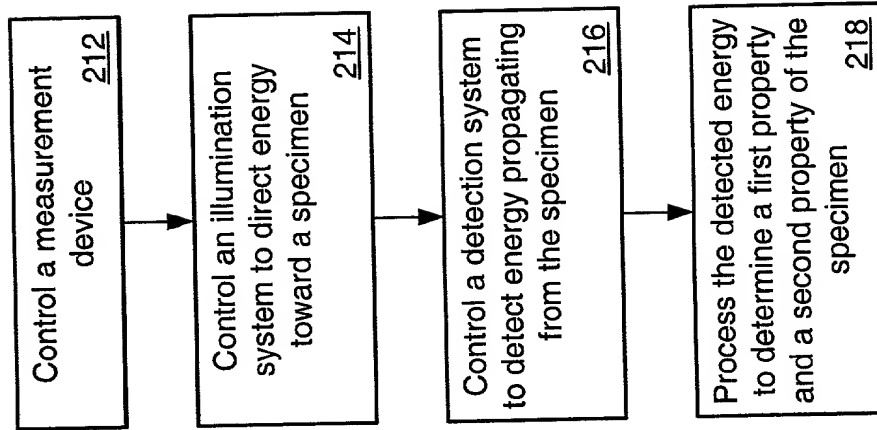 Control a measurement
device
212
Control an illumination
system to direct energy
toward a specimen
214
Control a detection system
to detect energy propagating
from the specimen
216
Process the detected energy
to determine a first property
and a second property of the
specimen
218